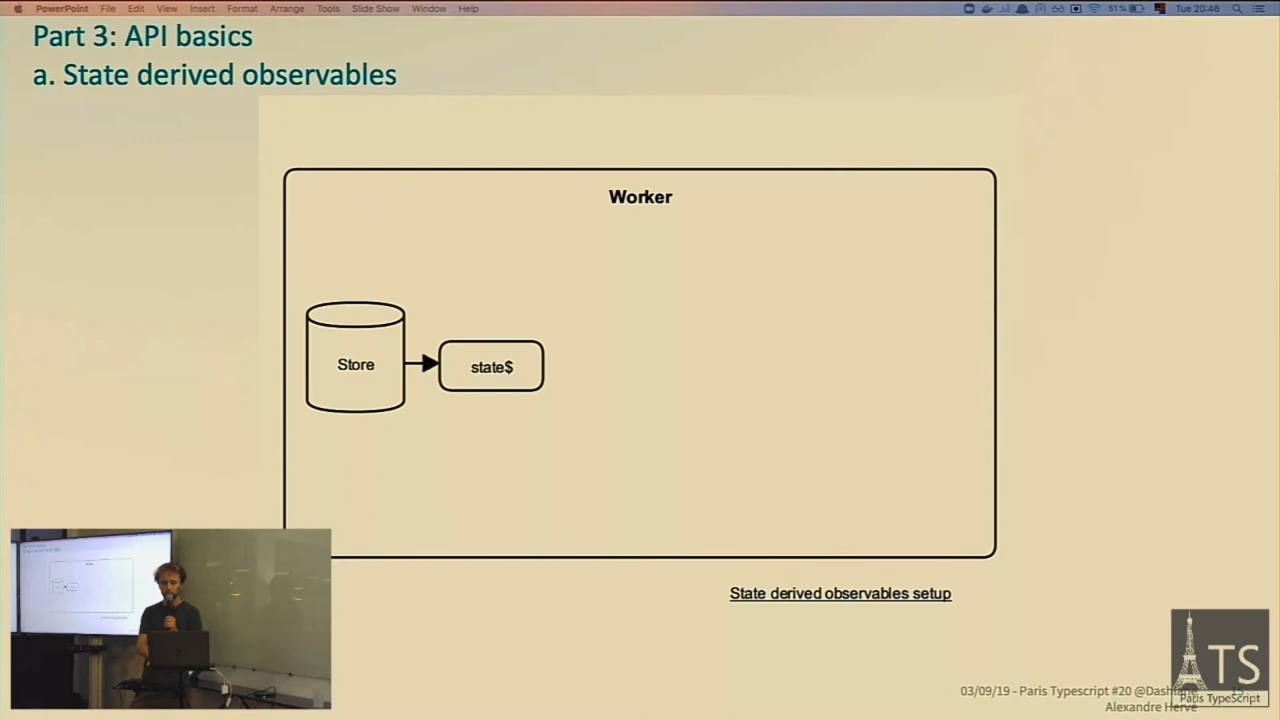 PowerPoint File Edit View Insert Format Arrange Tools Slide Show Window Help 51% Tue 20:46
Part 3: API basics
a. State derived observables
Worker
Store
state$
State derived observables setup
TS
Paris TypeScript
03/09/19 - Paris Typescript #20 @Dashlane
15
Alexandre Hervé